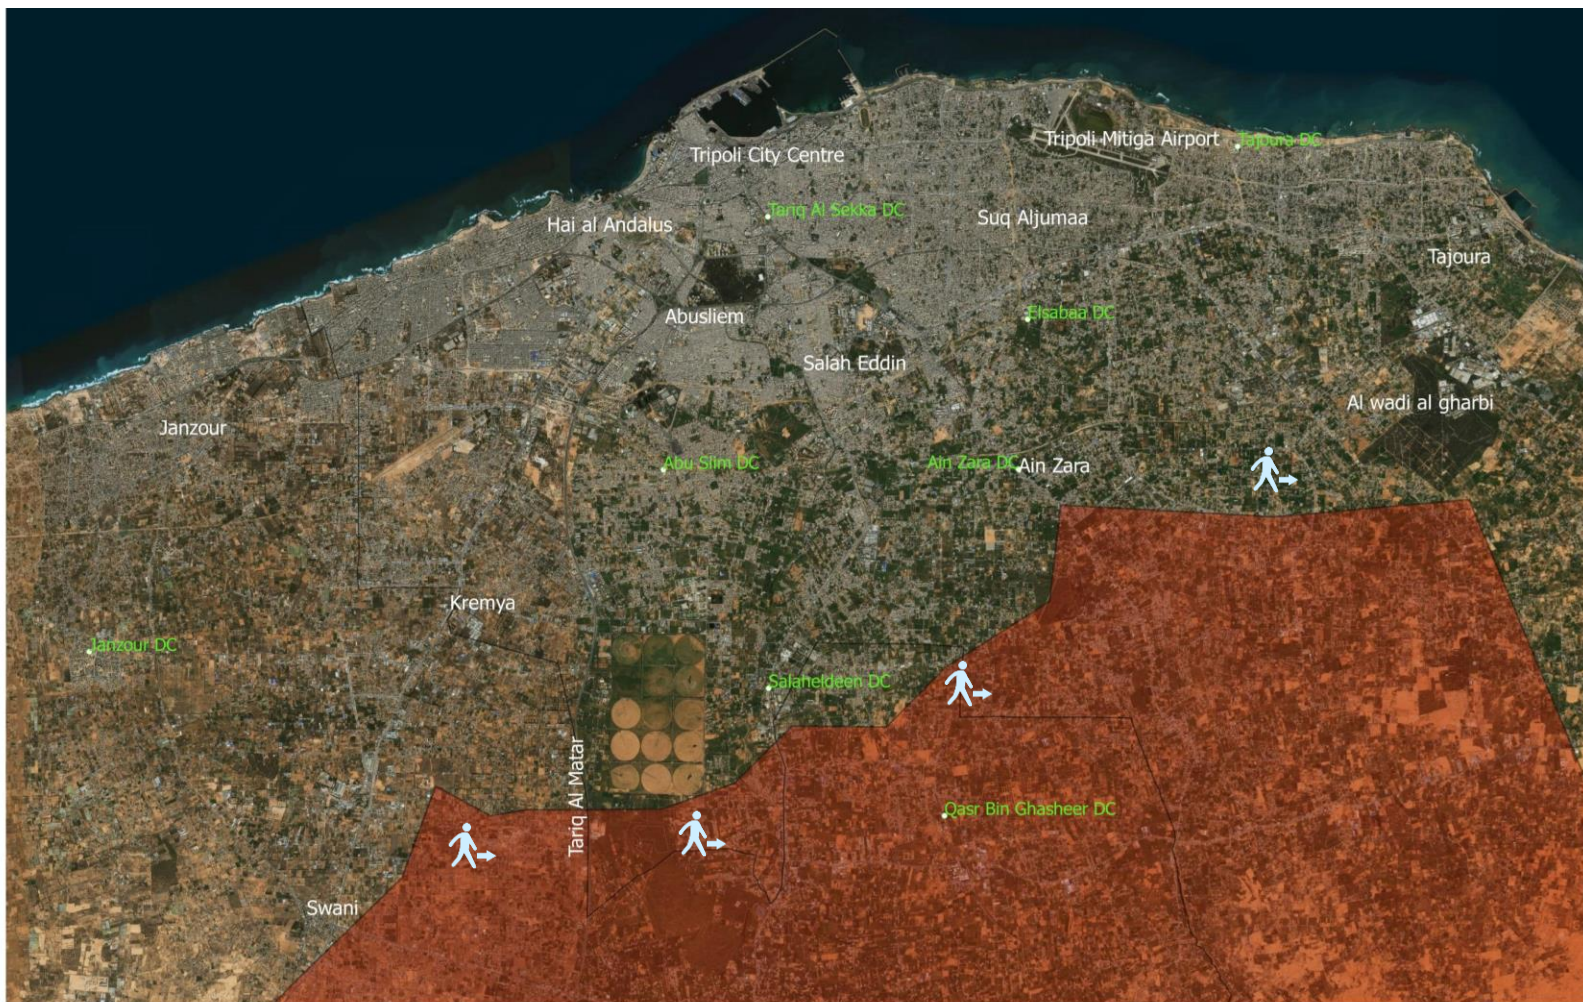 Tripoli Mitiga Airport
Tajoura DC
Tripoli City Centre
Tariq Al Sekka DC
Hai al Andalus
Suq Aljumaa
Tajoura
Abusliem
Elsabaa DC
Salah Eddin
Al wadi al gharbi
Janzour
Abu Slim DC
Ain Zara DC
Ain Zara
Kremya
Janzour DC
Salaheldeen DC
Tariq Al Matar
Qasr Bin Ghasheer DC
Swani